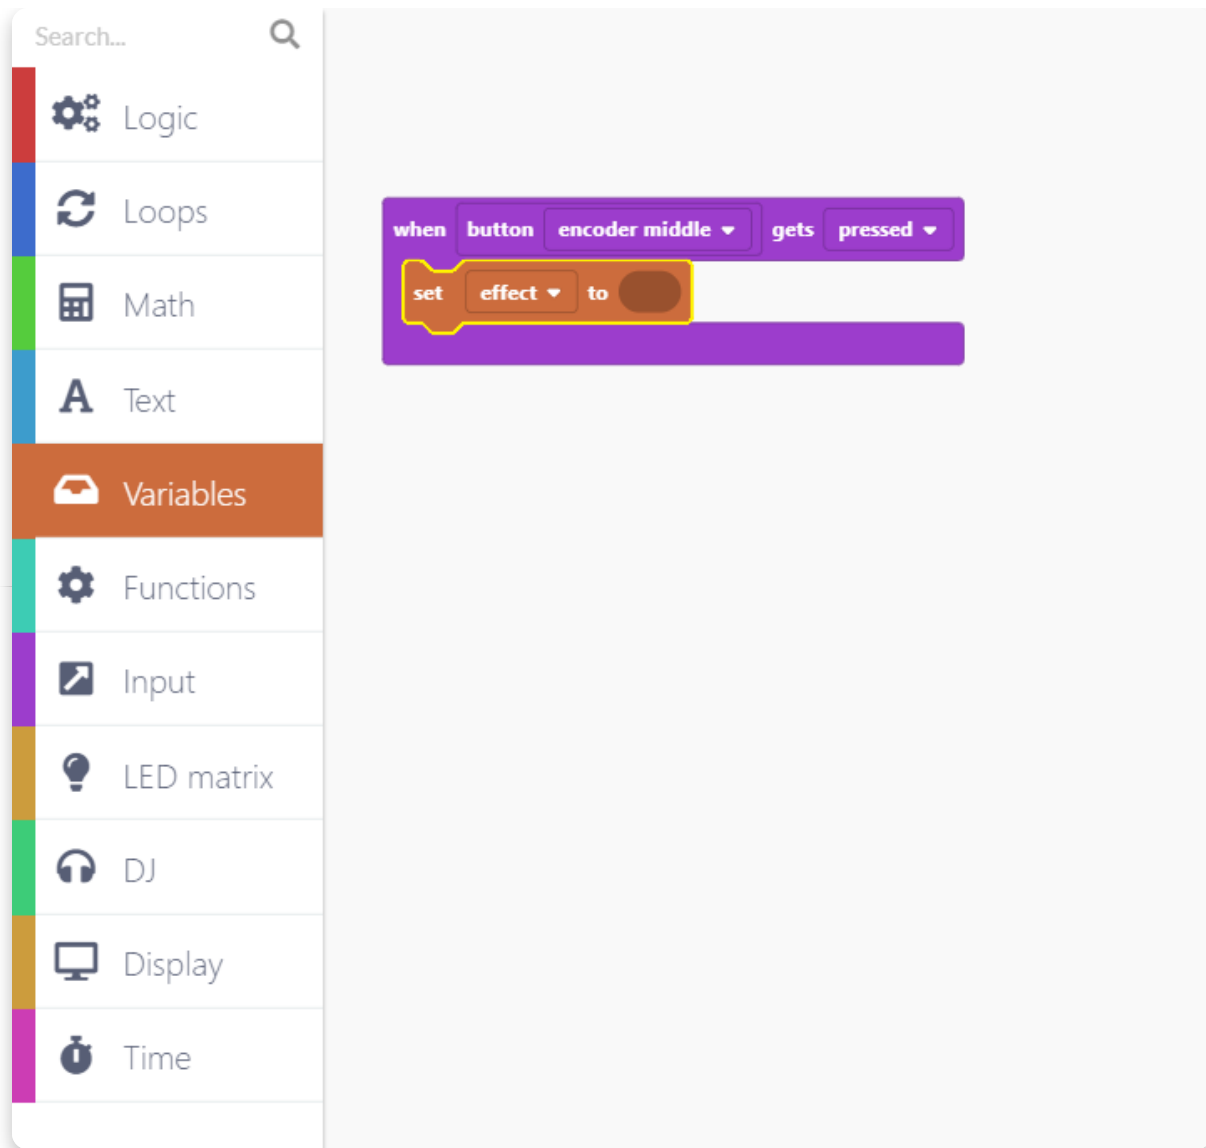 Search...
Logic
Loops
Math
Text
Variables
Functions
Input
LED matrix
DJ
Display
Time
when button encoder middle gets pressed
set effect to